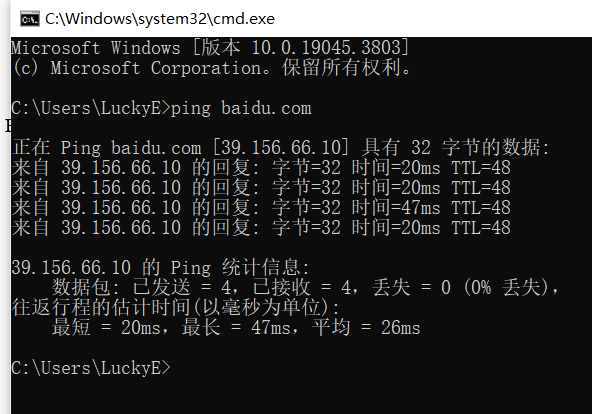 C:\Windows\system32\cmd.exe
Microsoft Windows [版本 10.0.19045.3803]
(c) Microsoft Corporation。保留所有权利。
C:\Users\LuckyE>ping baidu.com
正在 Ping baidu.com [39.156.66.10] 具有 32 字节的数据:
来自 39.156.66.10 的回复: 字节=32 时间=20ms TTL=48
来自 39.156.66.10 的回复: 字节=32 时间=20ms TTL=48
来自 39.156.66.10 的回复: 字节=32 时间=47ms TTL=48
来自 39.156.66.10 的回复: 字节=32 时间=20ms TTL=48
39.156.66.10 的 Ping 统计信息:
数据包: 已发送 = 4，已接收 = 4，丢失 = 0 (0% 丢失)，
往返行程的估计时间(以毫秒为单位):
最短 = 20ms，最长 = 47ms，平均 = 26ms
C:\Users\LuckyE>